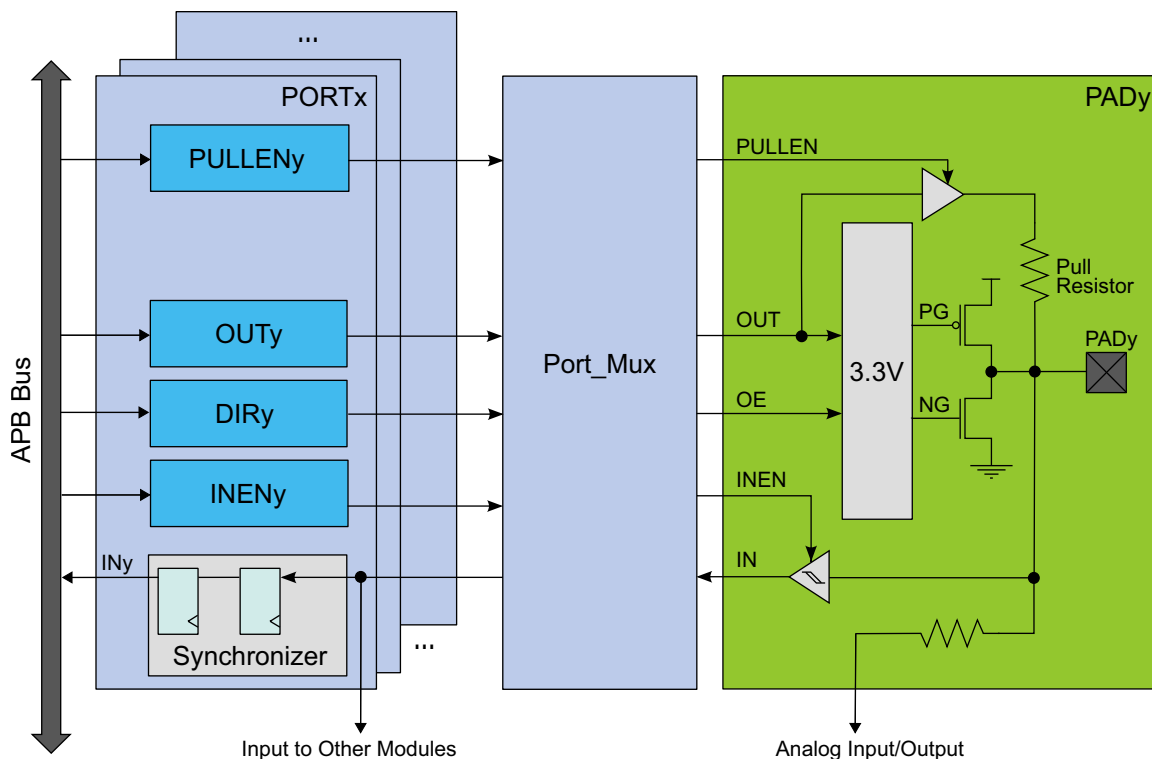 ...
PORTx
PADy
PULLENy
PULLEN
Pull
Resistor
OUTy
OUT
PG
PADy
Port_Mux
3.3V
DIRy
OE
NG
APB Bus
INENy
INEN
INy
IN
Synchronizer
...
Input to Other Modules
Analog Input/Output